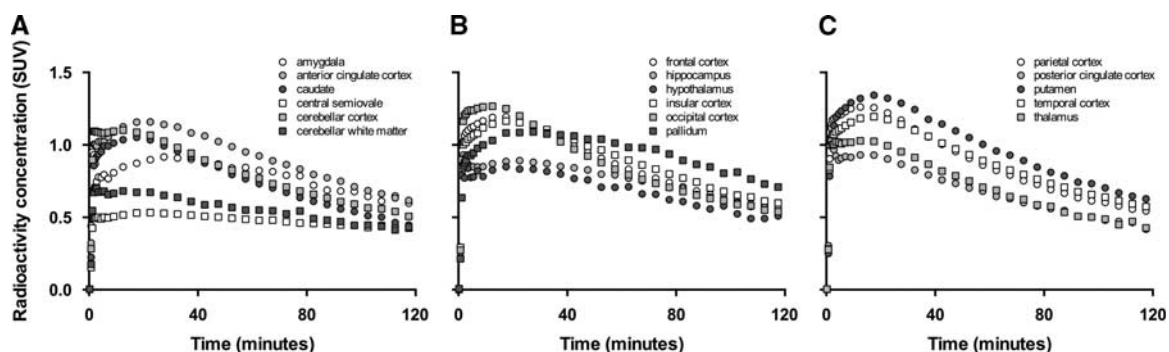 A
B
C
Radioactivity concentration (SUV)
1.5
1.0
0.5
0.0
0
40
80
120
Time (minutes)
amygdala
anterior cingulate cortex
caudate
central semiovale
cerebellar cortex
cerebellar white matter
0
40
80
120
Time (minutes)
frontal cortex
hippocampus
hypothalamus
insular cortex
occipital cortex
pallidum
0
40
80
120
Time (minutes)
parietal cortex
posterior cingulate cortex
putamen
temporal cortex
thalamus